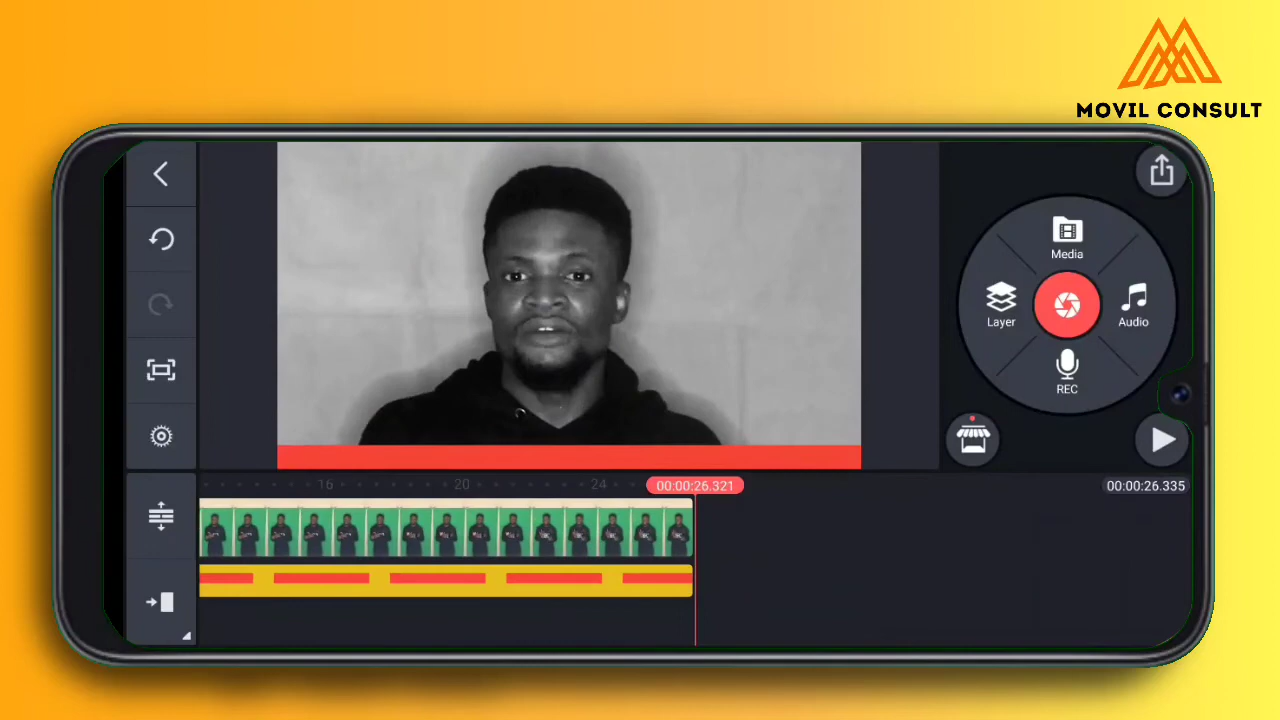 MOVIL CONSULT
Media
Layer
Audio
REC
16
20
24
00:00:26.321
00:00:26.335